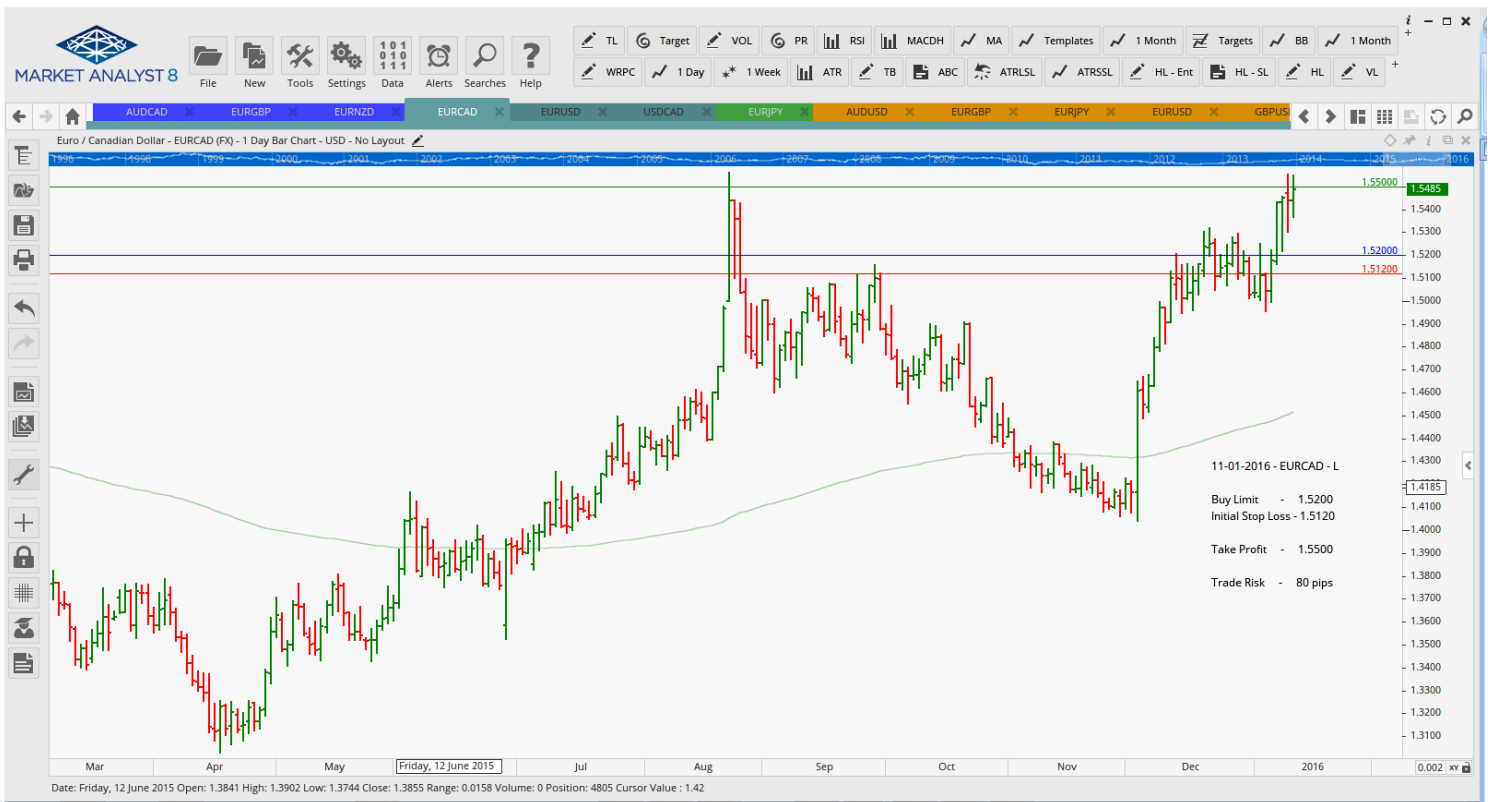 MARKET ANALYST 8
File New Tools Settings Data Alerts Searches Help
TL Target VOL PR RSI MACDH MA Templates 1 Month Targets BB 1 Month
WRPC 1 Day 1 Week ATR TB ABC ATRLSL ATRSSL HL - Ent HL - SL HL VL
AUDCAD EURGBP EURNZD EURCAD EURUSD USDCAD EURJPY AUDUSD EURGBP EURJPY EURUSD GBPUS
Euro / Canadian Dollar - EURCAD (FX) - 1 Day Bar Chart - USD - No Layout
1996 1998 1999 2000 2001 2002 2003 2004 2005 2006 2007 2008 2009 2010 2011 2012 2013 2014 2015 2016
1.55000
1.5485
1.5400
1.5300
1.52000
1.5200
1.51200
1.5100
1.5000
1.4900
1.4800
1.4700
1.4600
1.4500
1.4400
1.4300
1.4185
1.4100
1.4000
1.3900
1.3800
1.3700
1.3600
1.3500
1.3400
1.3300
1.3200
1.3100
11-01-2016 - EURCAD - L
Buy Limit - 1.5200
Initial Stop Loss - 1.5120
Take Profit - 1.5500
Trade Risk - 80 pips
Mar Apr May Friday, 12 June 2015 Jul Aug Sep Oct Nov Dec 2016
0.002 XY
Date: Friday, 12 June 2015 Open: 1.3841 High: 1.3902 Low: 1.3744 Close: 1.3855 Range: 0.0158 Volume: 0 Position: 4805 Cursor Value : 1.42